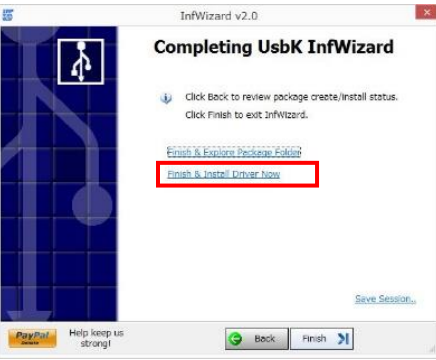 InfWizard v2.0
Completing UsbK InfWizard
Click Back to review package create/install status.
Click Finish to exit InfWizard.
Finish & Explore Package Folder
Finish & Install Driver Now
Save Session..
PayPal
Donate
Help keep us
strong!
Back
Finish